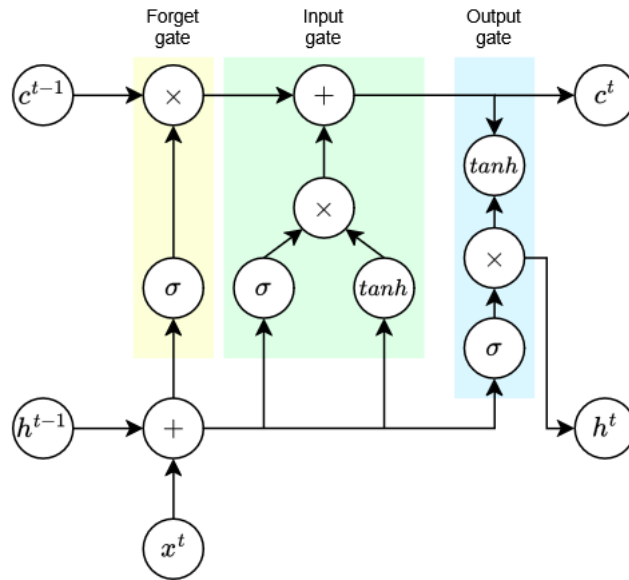 Forget gate
Input gate
Output gate
c^{t-1}
×
+
c^t
tanh
×
×
σ
σ
tanh
σ
h^{t-1}
+
h^t
x^t